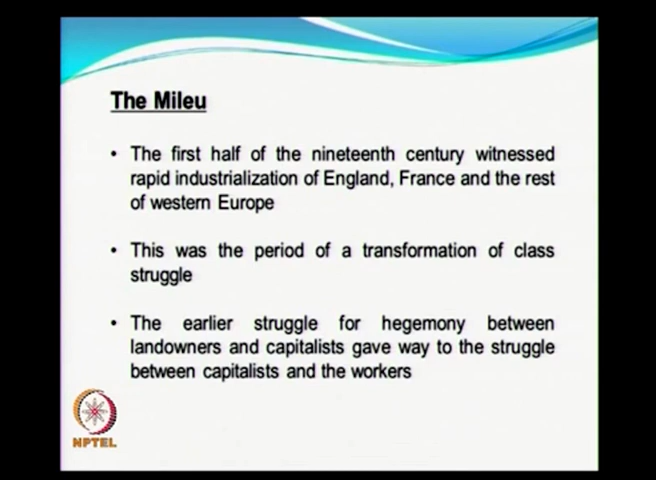 The Mileu
• The first half of the nineteenth century witnessed
rapid industrialization of England, France and the rest
of western Europe
• This was the period of a transformation of class
struggle
• The earlier struggle for hegemony between
landowners and capitalists gave way to the struggle
between capitalists and the workers
NPTEL